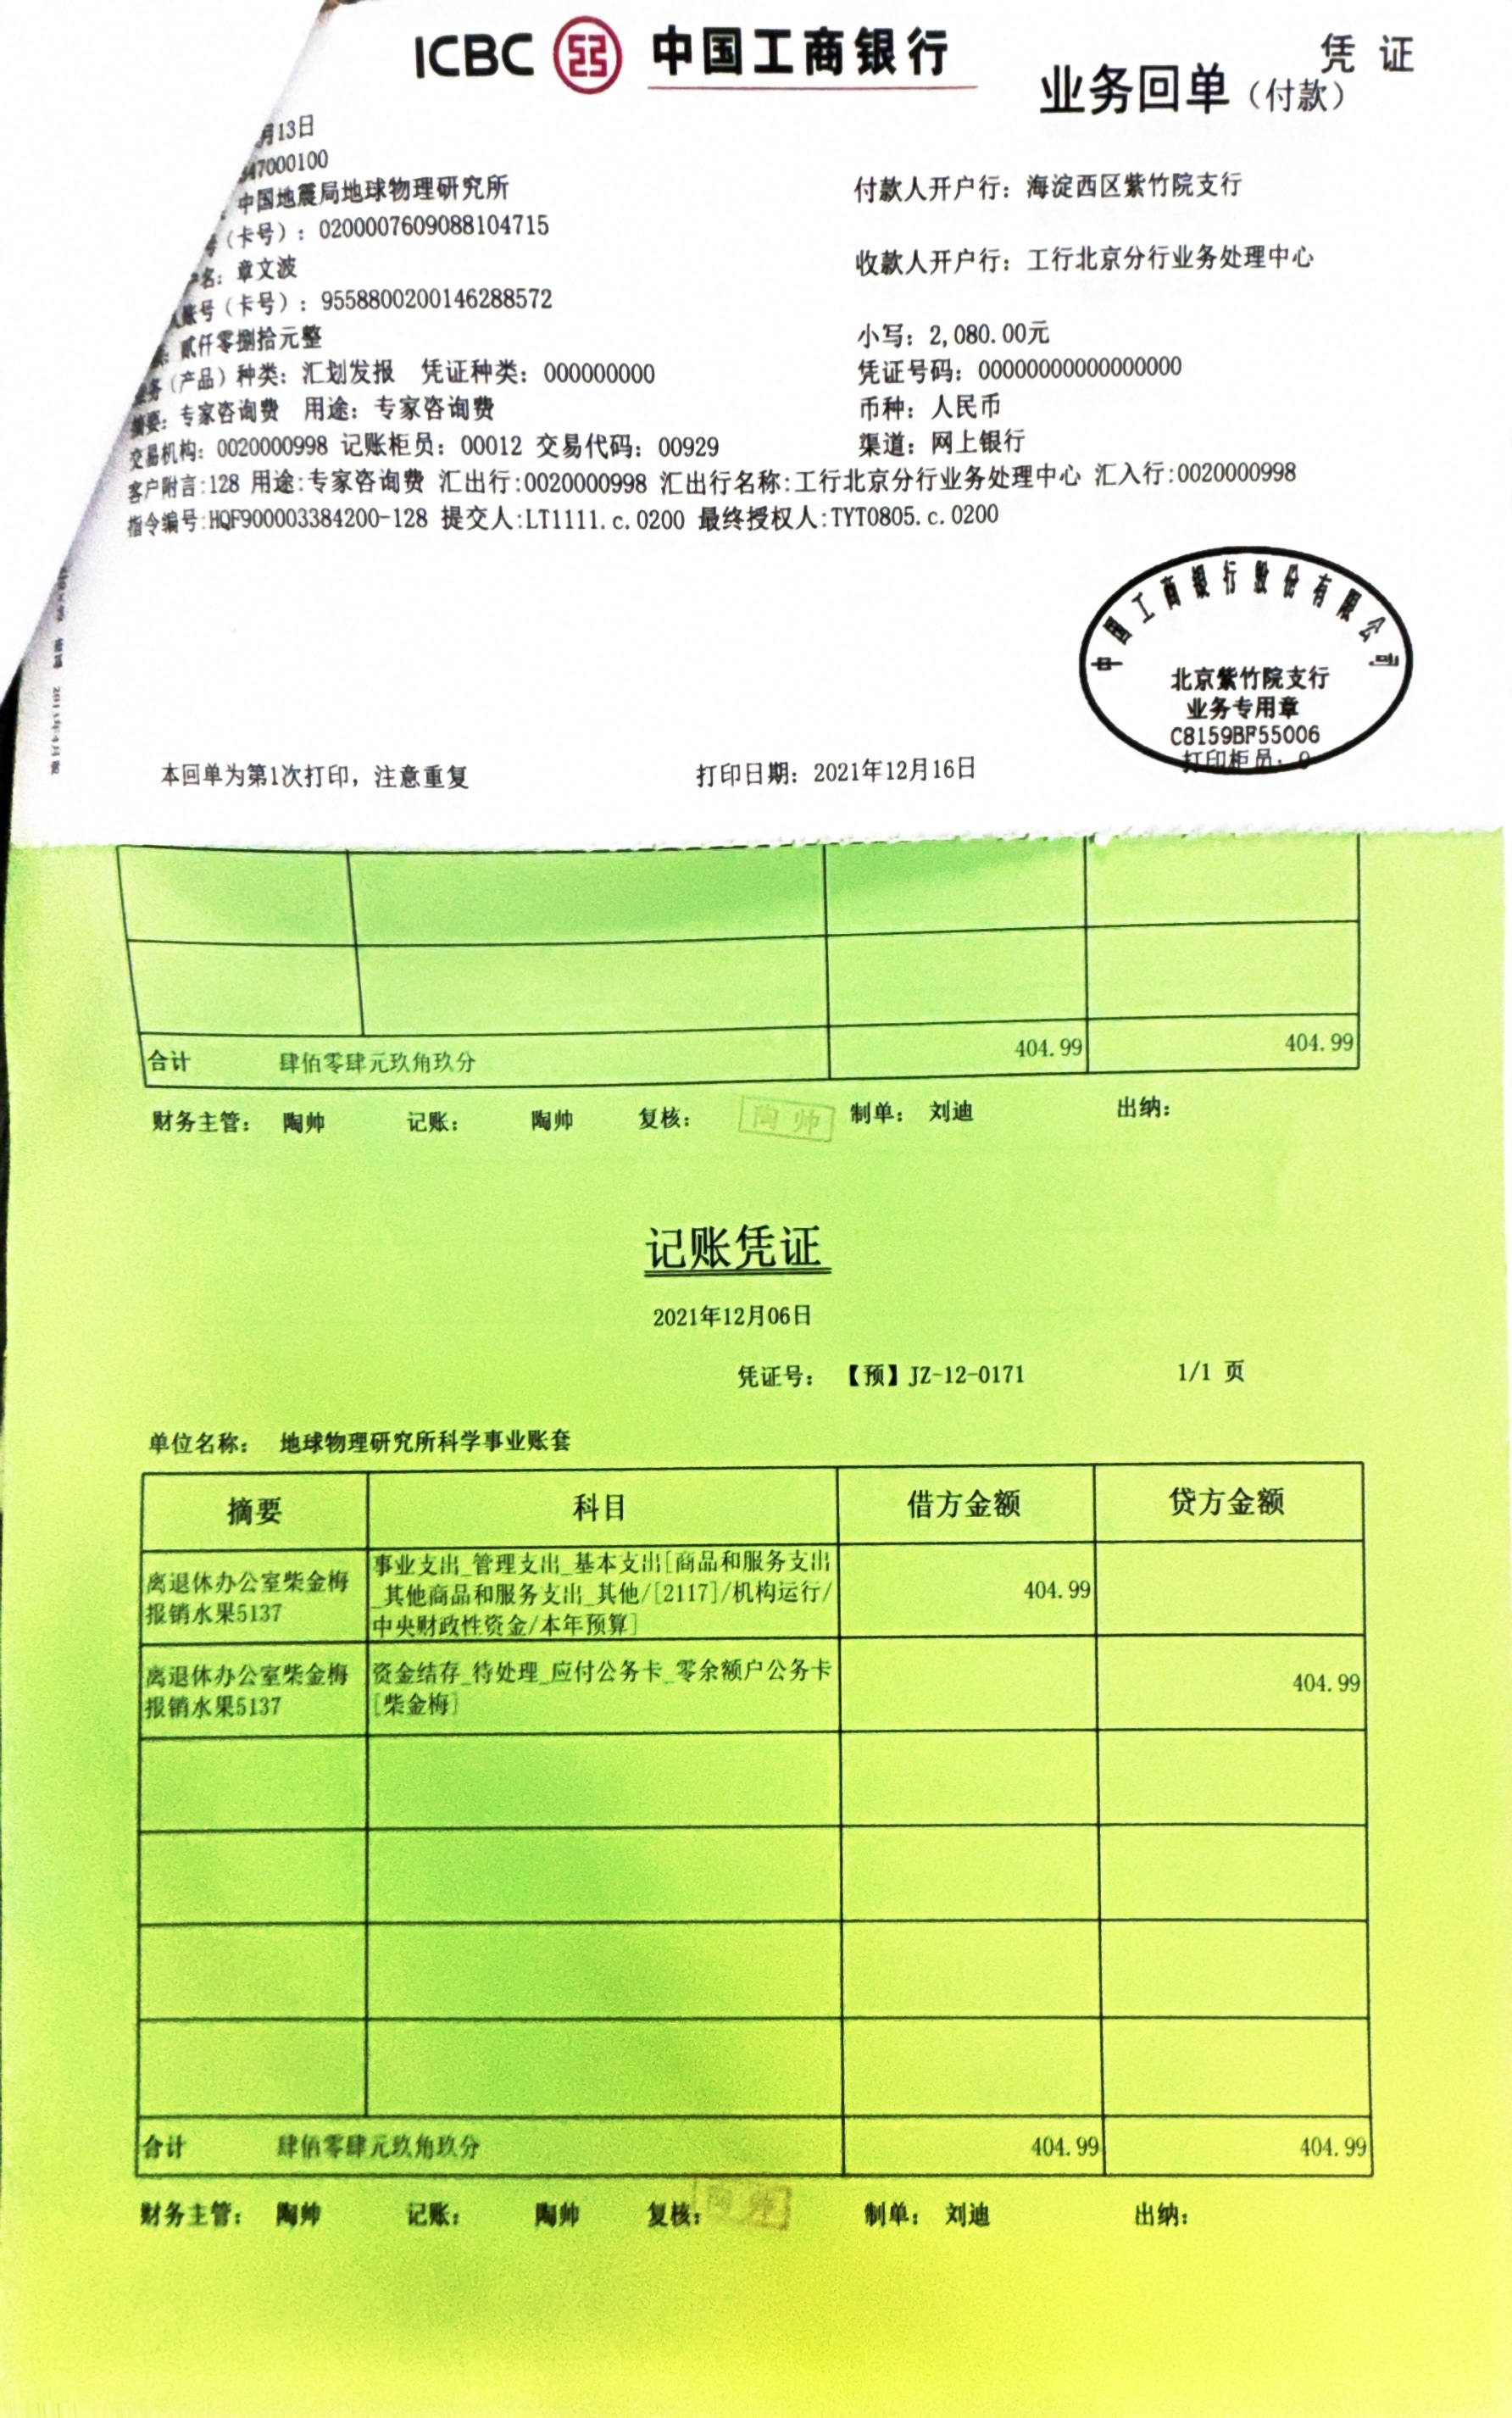 ICBC 中国工商银行
凭 证
业务回单（付款）
月13日
47000100
中国地震局地球物理研究所
付款人开户行：海淀西区紫竹院支行
（卡号）：0200007609088104715
名：章文波
收款人开户行：工行北京分行业务处理中心
账号（卡号）：9558800200146288572
贰仟零捌拾元整
小写：2,080.00元
业务（产品）种类：汇划发报 凭证种类：000000000
凭证号码：00000000000000000
摘要：专家咨询费 用途：专家咨询费
币种：人民币
交易机构：0020000998 记账柜员：00012 交易代码：00929
渠道：网上银行
客户附言:128 用途:专家咨询费 汇出行:0020000998 汇出行名称:工行北京分行业务处理中心 汇入行:0020000998
指令编号:HQF900003384200-128 提交人:LT1111.c.0200 最终授权人:TYT0805.c.0200
中国工商银行股份有限公司
北京紫竹院支行
业务专用章
C8159BF55006
打印柜员：9
本回单为第1次打印，注意重复
打印日期：2021年12月16日
合计 肆佰零肆元玖角玖分 404.99 404.99
财务主管： 陶帅 记账： 陶帅 复核： 陶帅 制单： 刘迪 出纳：
记账凭证
2021年12月06日
凭证号： 【预】JZ-12-0171 1/1 页
单位名称： 地球物理研究所科学事业账套
摘要 科目 借方金额 贷方金额
离退休办公室柴金梅
报销水果5137
事业支出_管理支出_基本支出[商品和服务支出
_其他商品和服务支出_其他/[2117]/机构运行/
中央财政性资金/本年预算]
404.99
离退休办公室柴金梅
报销水果5137
资金结存_待处理_应付公务卡_零余额户公务卡
[柴金梅]
404.99
合计 肆佰零肆元玖角玖分 404.99 404.99
财务主管： 陶帅 记账： 陶帅 复核： 制单： 刘迪 出纳：